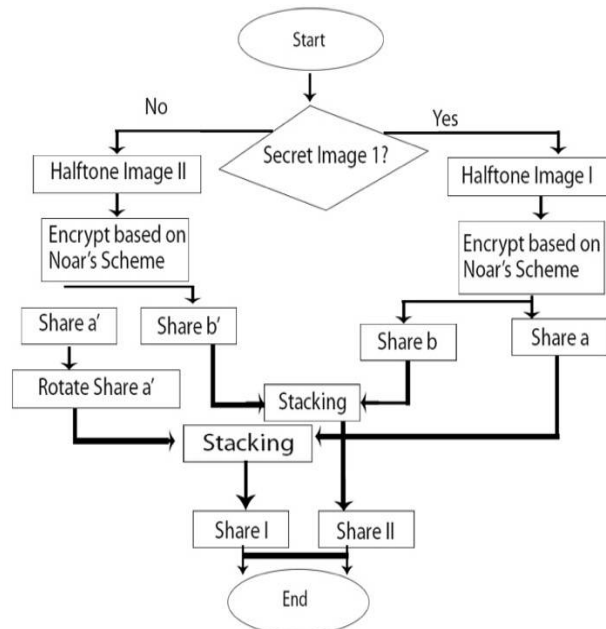 Start
No
Yes
Secret Image 1?
Halftone Image II
Halftone Image I
Encrypt based on
Noar's Scheme
Encrypt based on
Noar's Scheme
Share a'
Share b'
Share b
Share a
Rotate Share a'
Stacking
Stacking
Share I
Share II
End